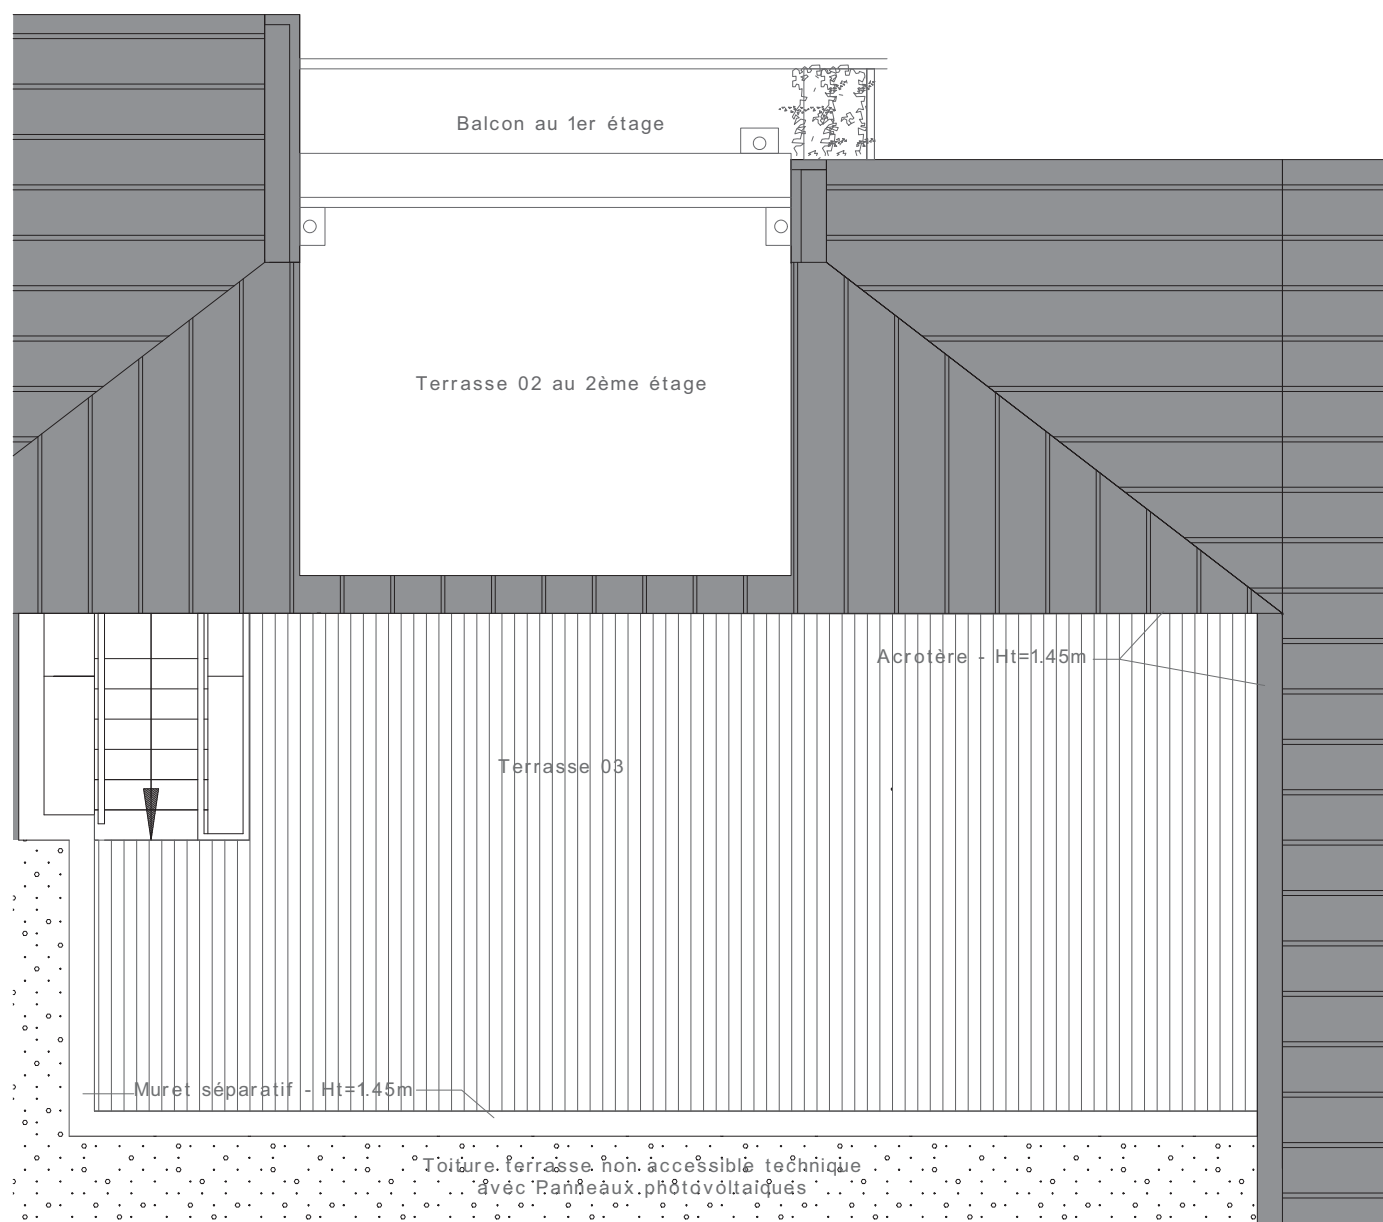 Balcon au 1er étage
Terrasse 02 au 2ème étage
Acrotère - Ht=1.45m
Terrasse 03
Muret séparatif - Ht=1.45m
Toiture terrasse non accessible technique
avec Panneaux photovoltaiques